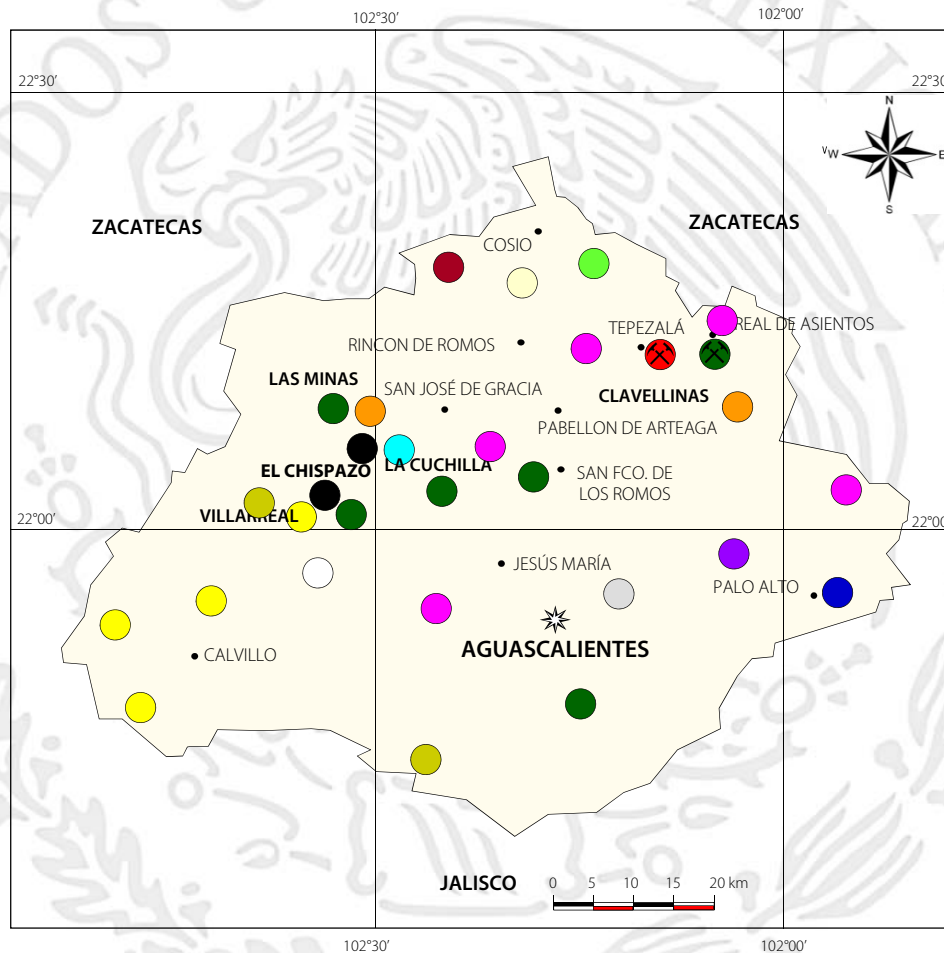 102°30′
102°00′
22°30′
22°30
N
VW
E
S
ZACATECAS
ZACATECAS
COSIO
TEPEZALÁ
REAL DE ASIENTOS
RINCON DE ROMOS
LAS MINAS
SAN JOSÉ DE GRACIA
CLAVELLINAS
PABELLON DE ARTEAGA
EL CHISPAZO
LA CUCHILLA
SAN FCO. DE
LOS ROMOS
VILLARREAL
22°00′
22°00
JESÚS MARÍA
PALO ALTO
AGUASCALIENTES
CALVILLO
JALISCO
0 5 10 15 20 km
102°30'
102°00'